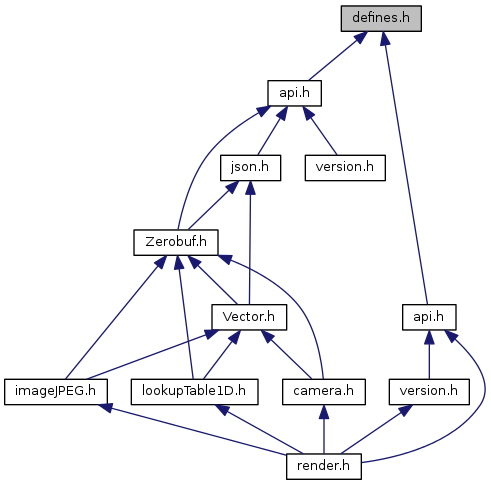 defines.h
api.h
json.h
version.h
Zerobuf.h
Vector.h
api.h
imageJPEG.h
lookupTable1D.h
camera.h
version.h
render.h